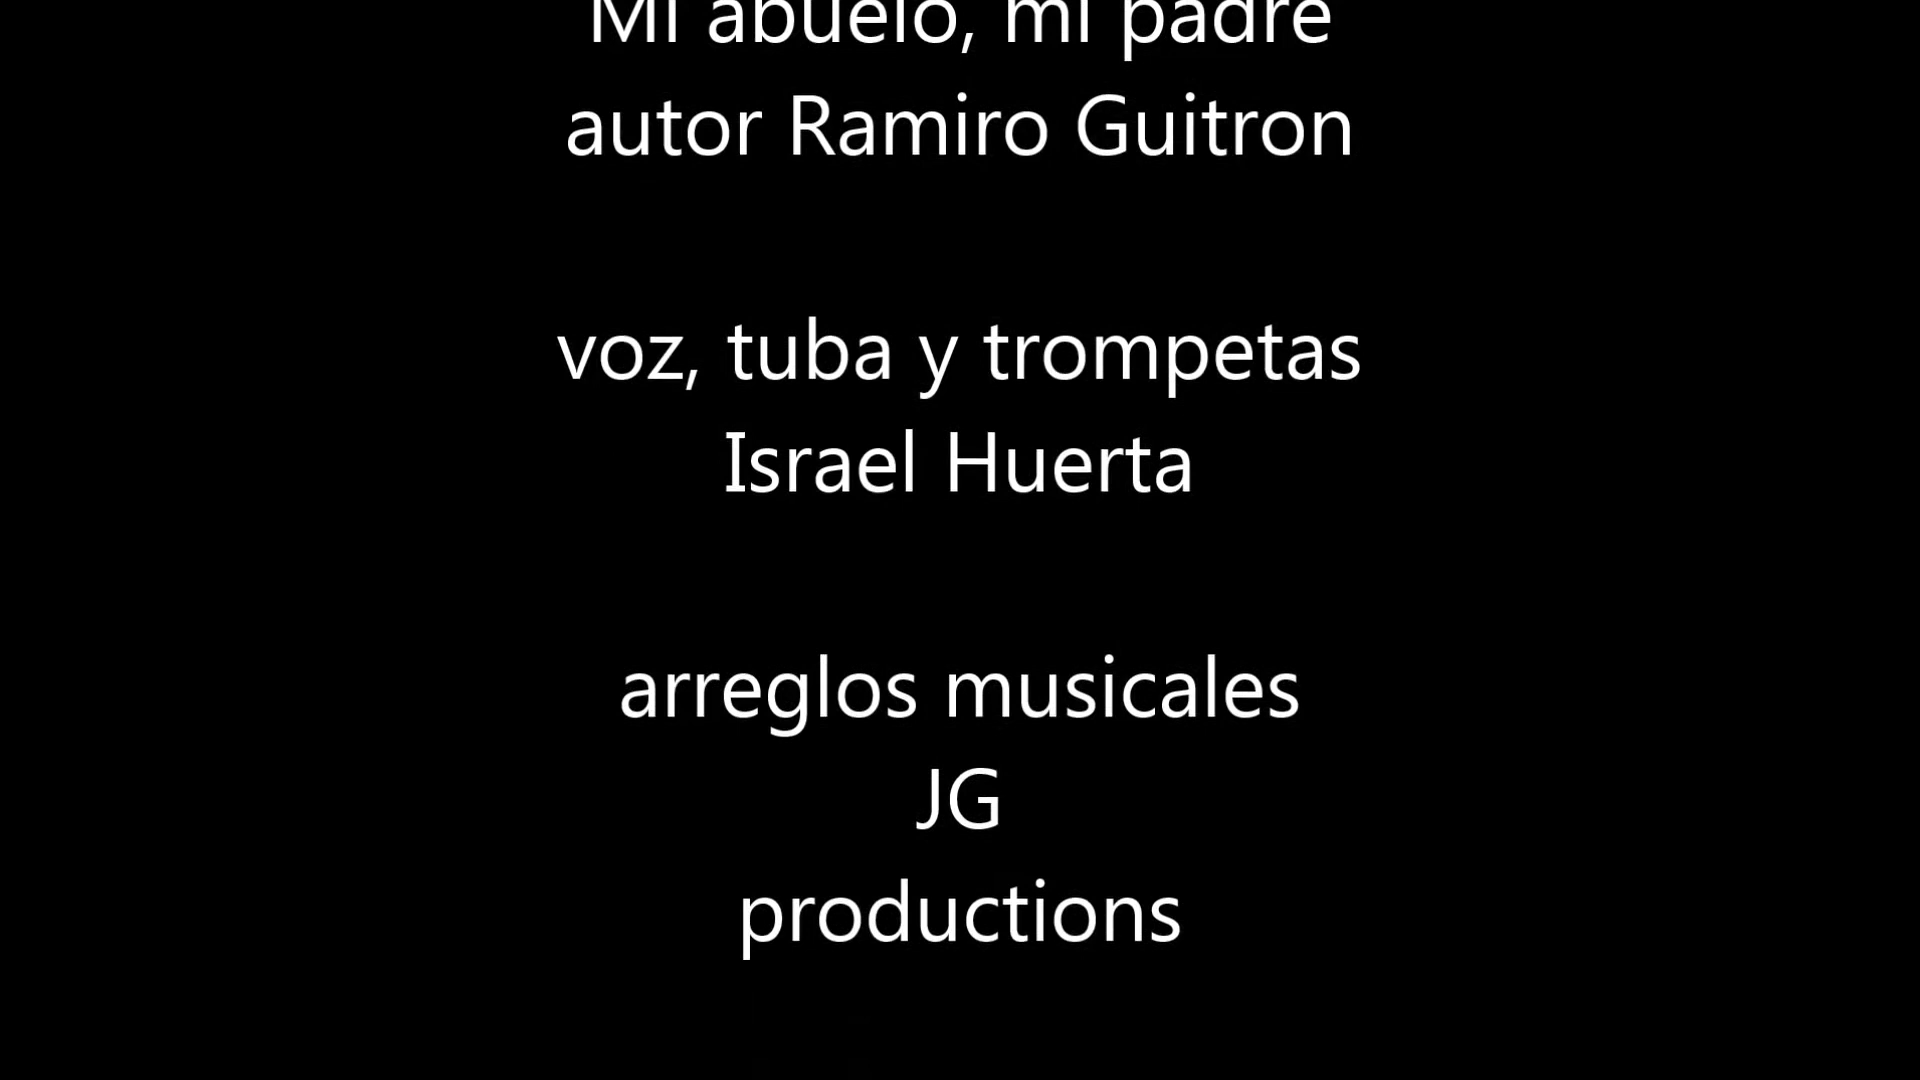 Mi abuelo, mi padre
autor Ramiro Guitron
voz, tuba y trompetas
Israel Huerta
arreglos musicales
JG
productions